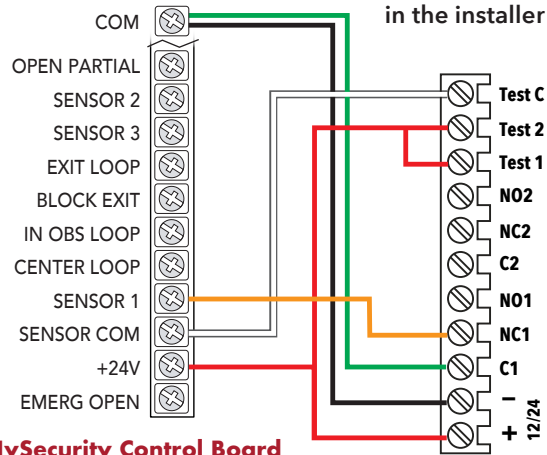 in the installer
COM
OPEN PARTIAL
SENSOR 2
SENSOR 3
EXIT LOOP
BLOCK EXIT
IN OBS LOOP
CENTER LOOP
SENSOR 1
SENSOR COM
+24V
EMERG OPEN
Test C
Test 2
Test 1
NO2
NC2
C2
NO1
NC1
C1
–
+
12/24
Security Control Board